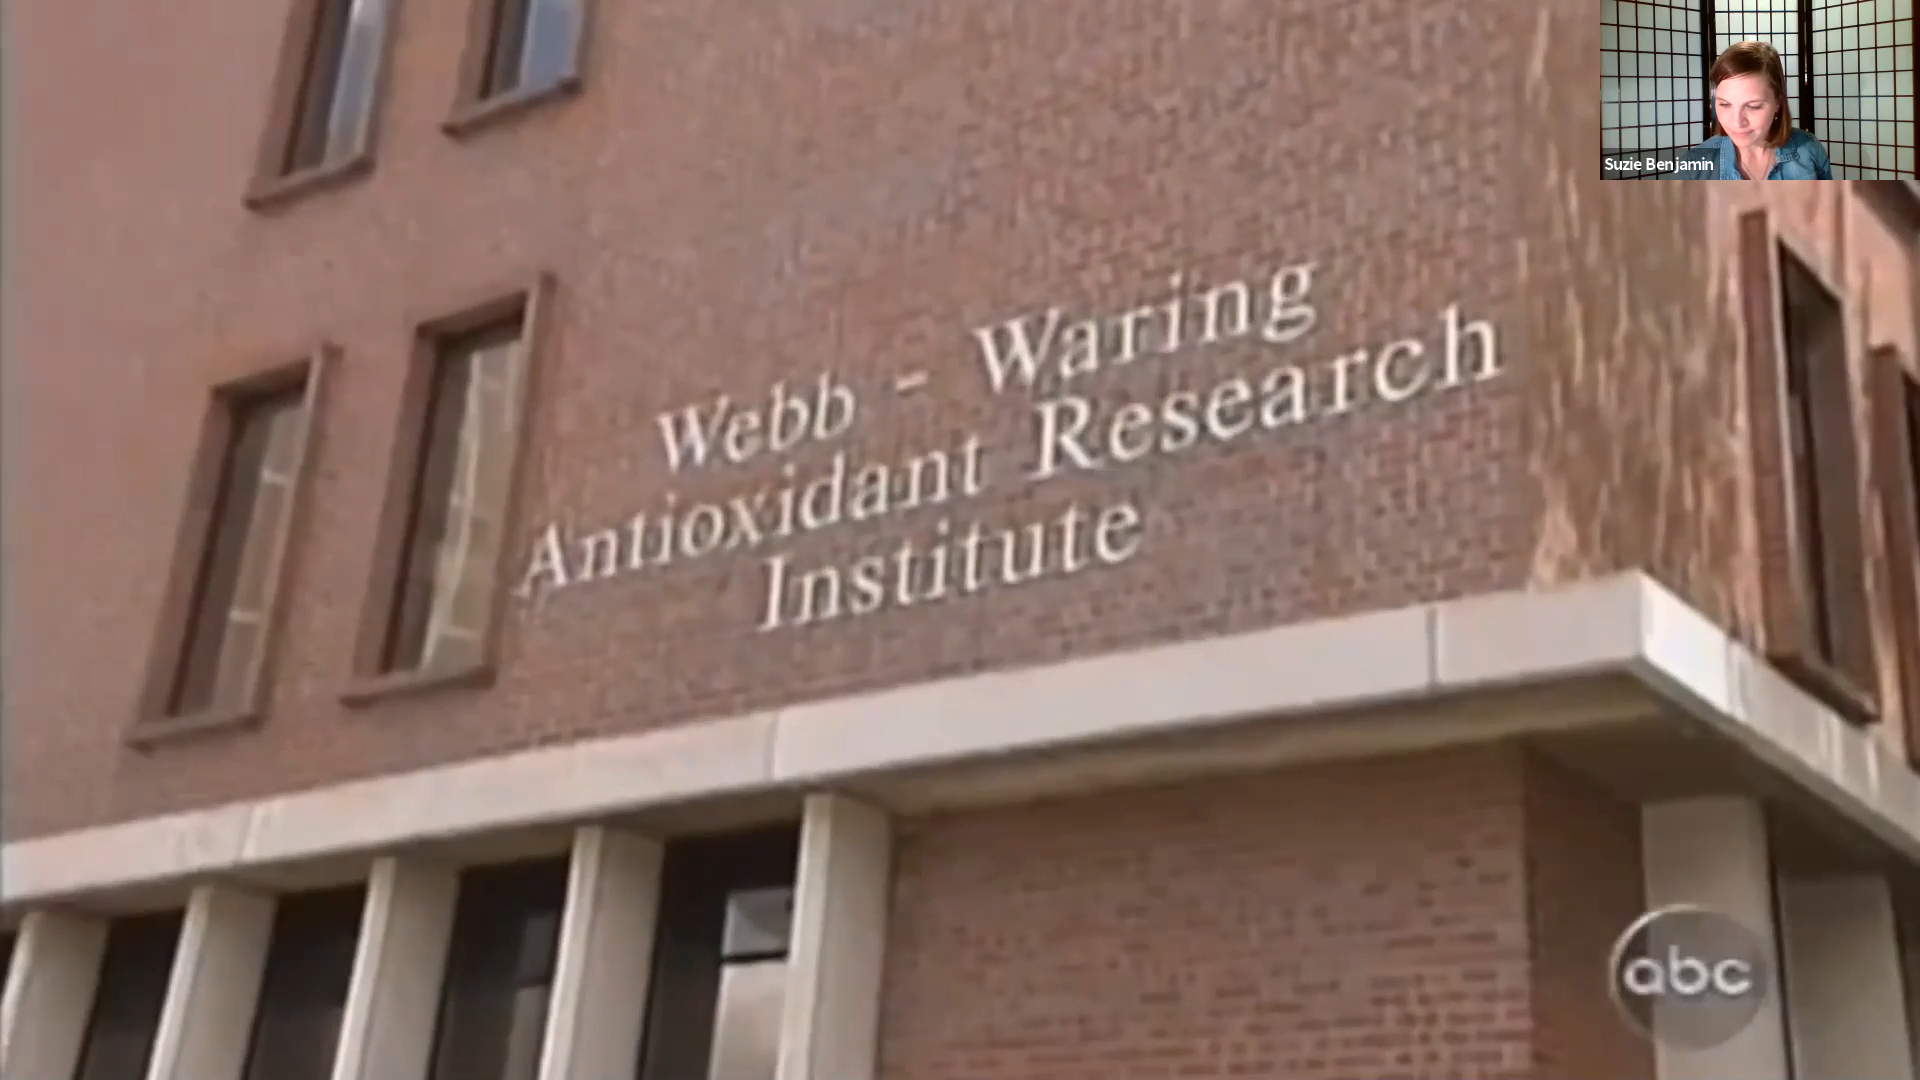 Suzie Benjamin
Webb - Waring
Antioxidant Research
Institute
abc